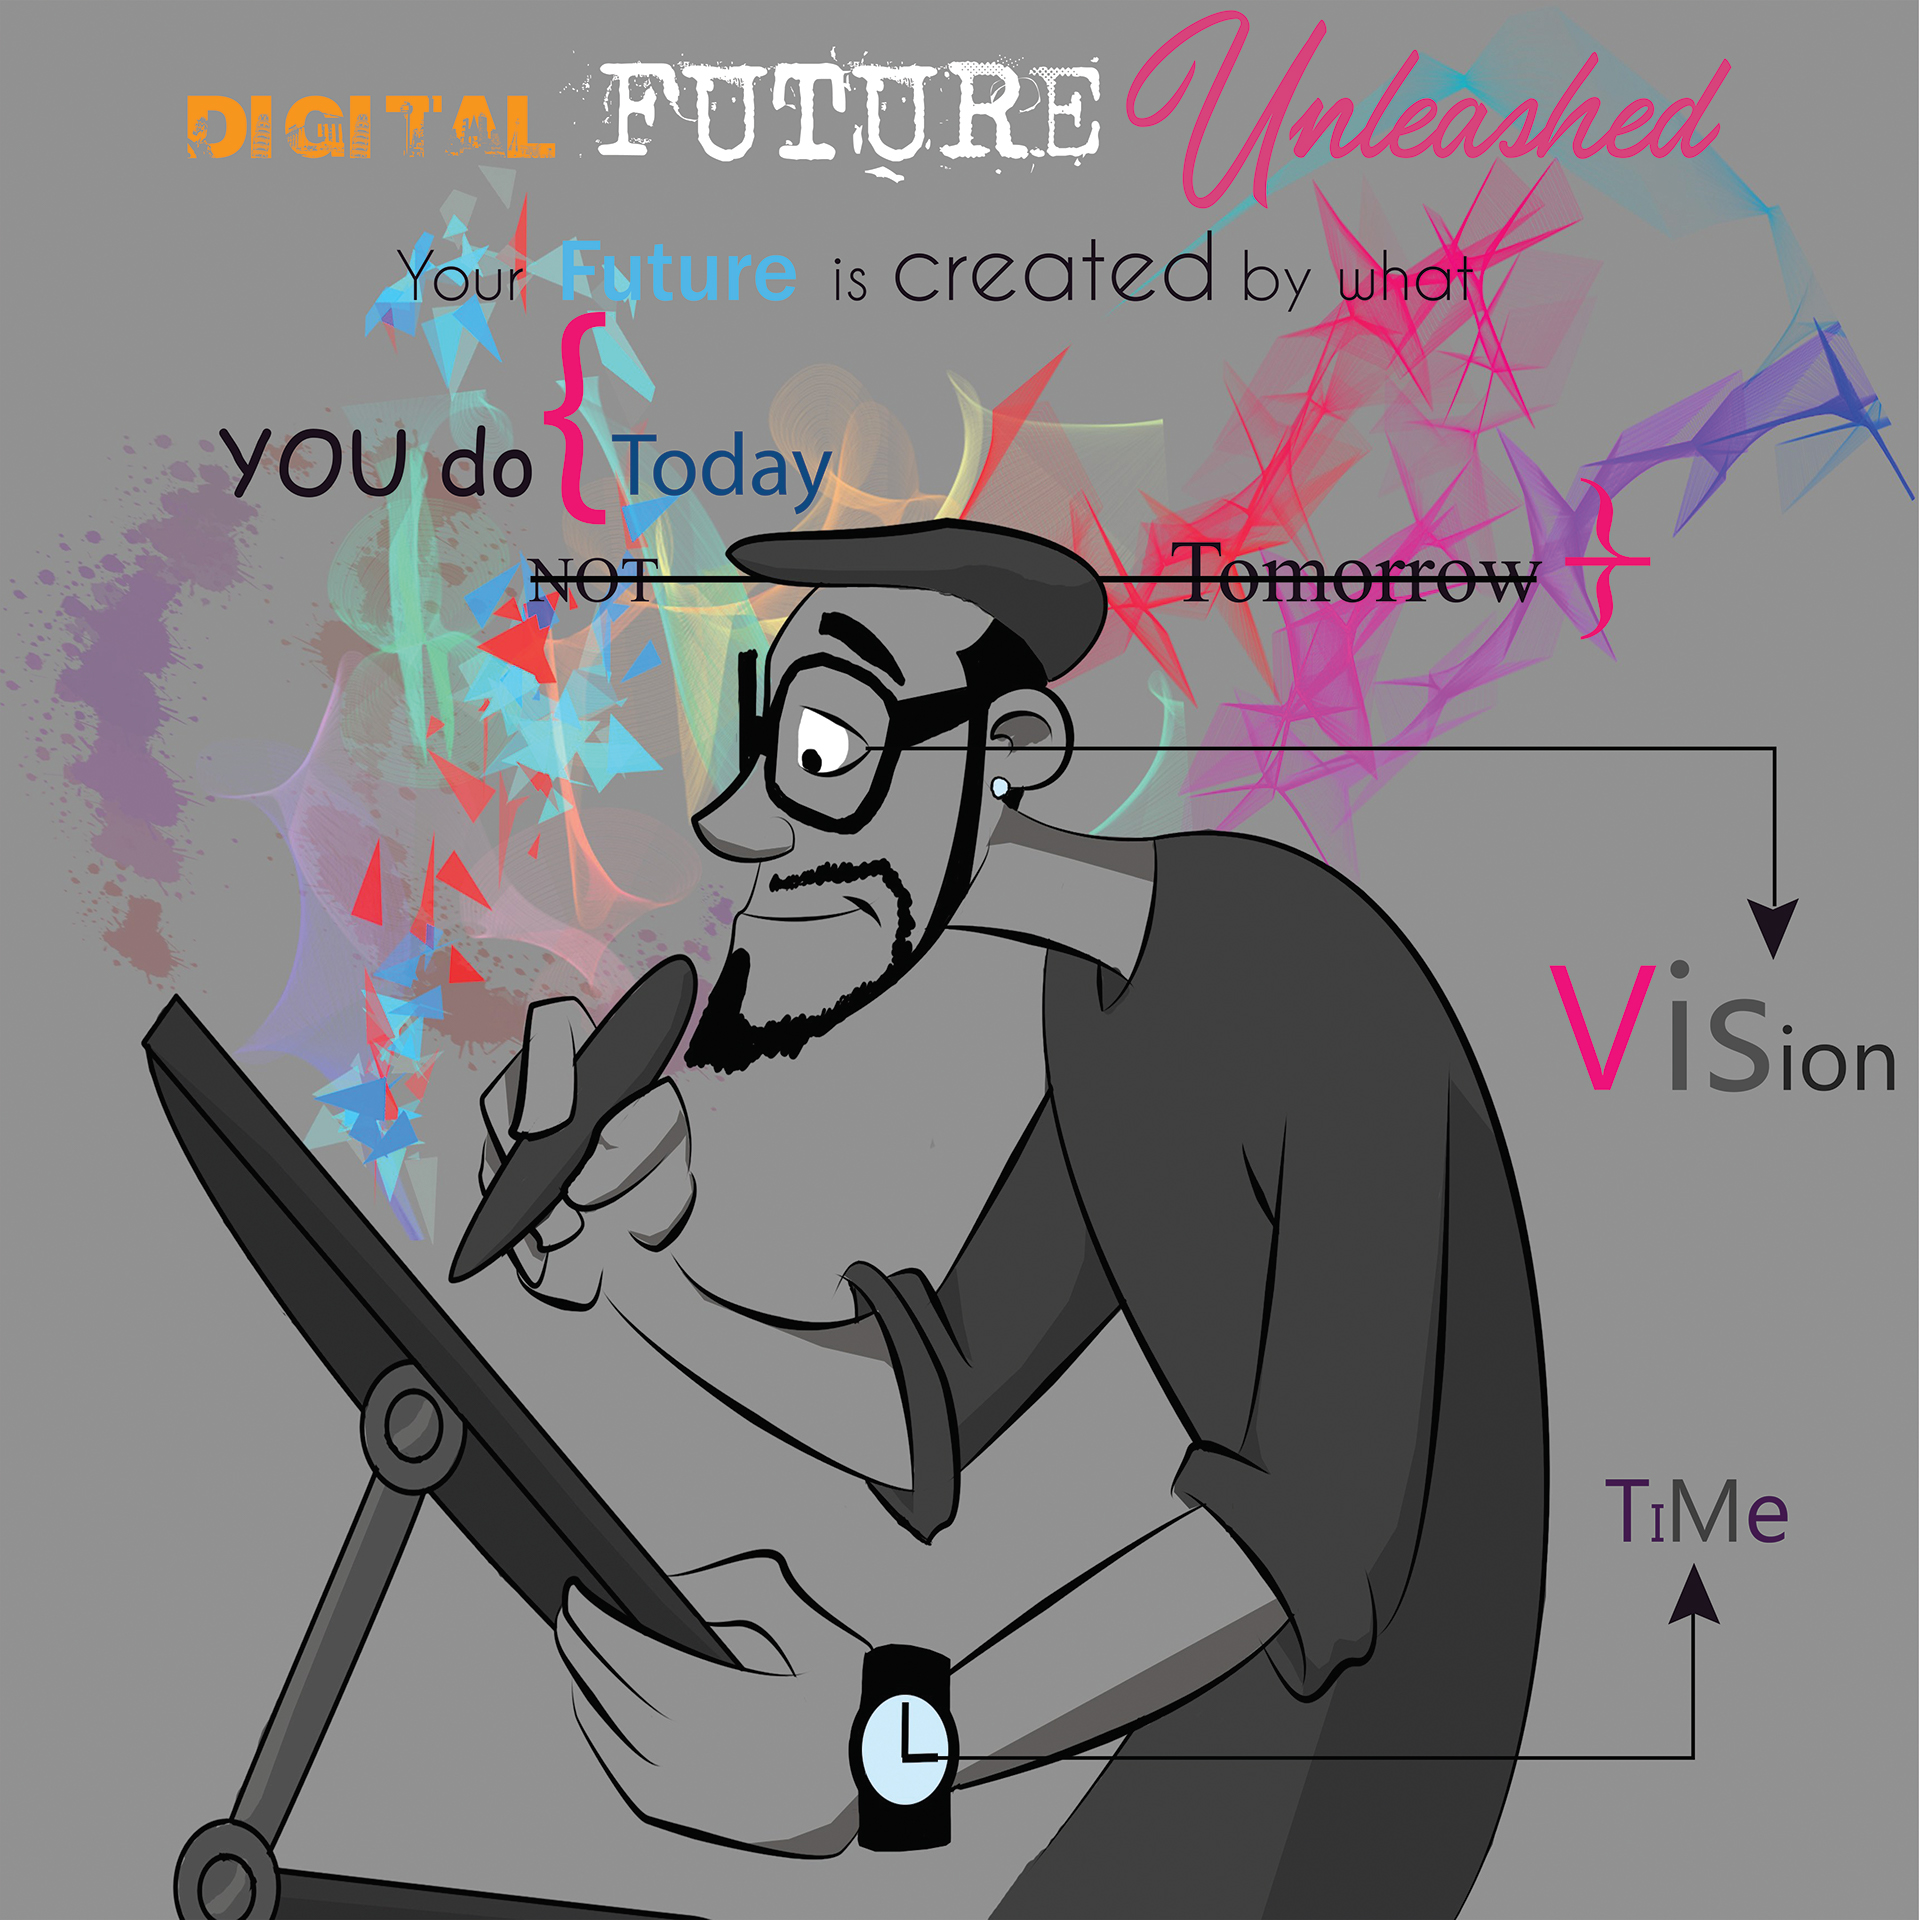 DIGITAL FUTURE Unleashed
Your Future is created by what
YOU do { Today
NOT Tomorrow }
Vision
TiMe